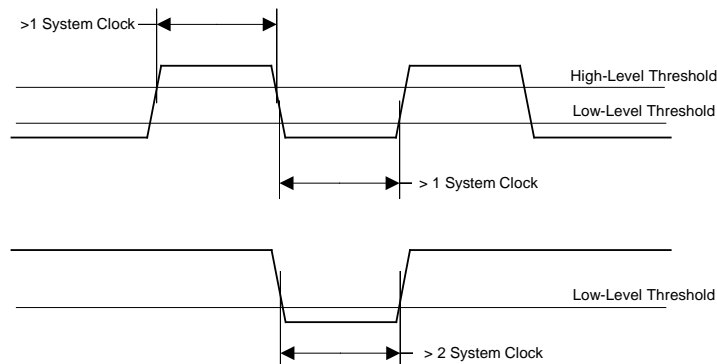 >1 System Clock
High-Level Threshold
Low-Level Threshold
> 1 System Clock
Low-Level Threshold
> 2 System Clock